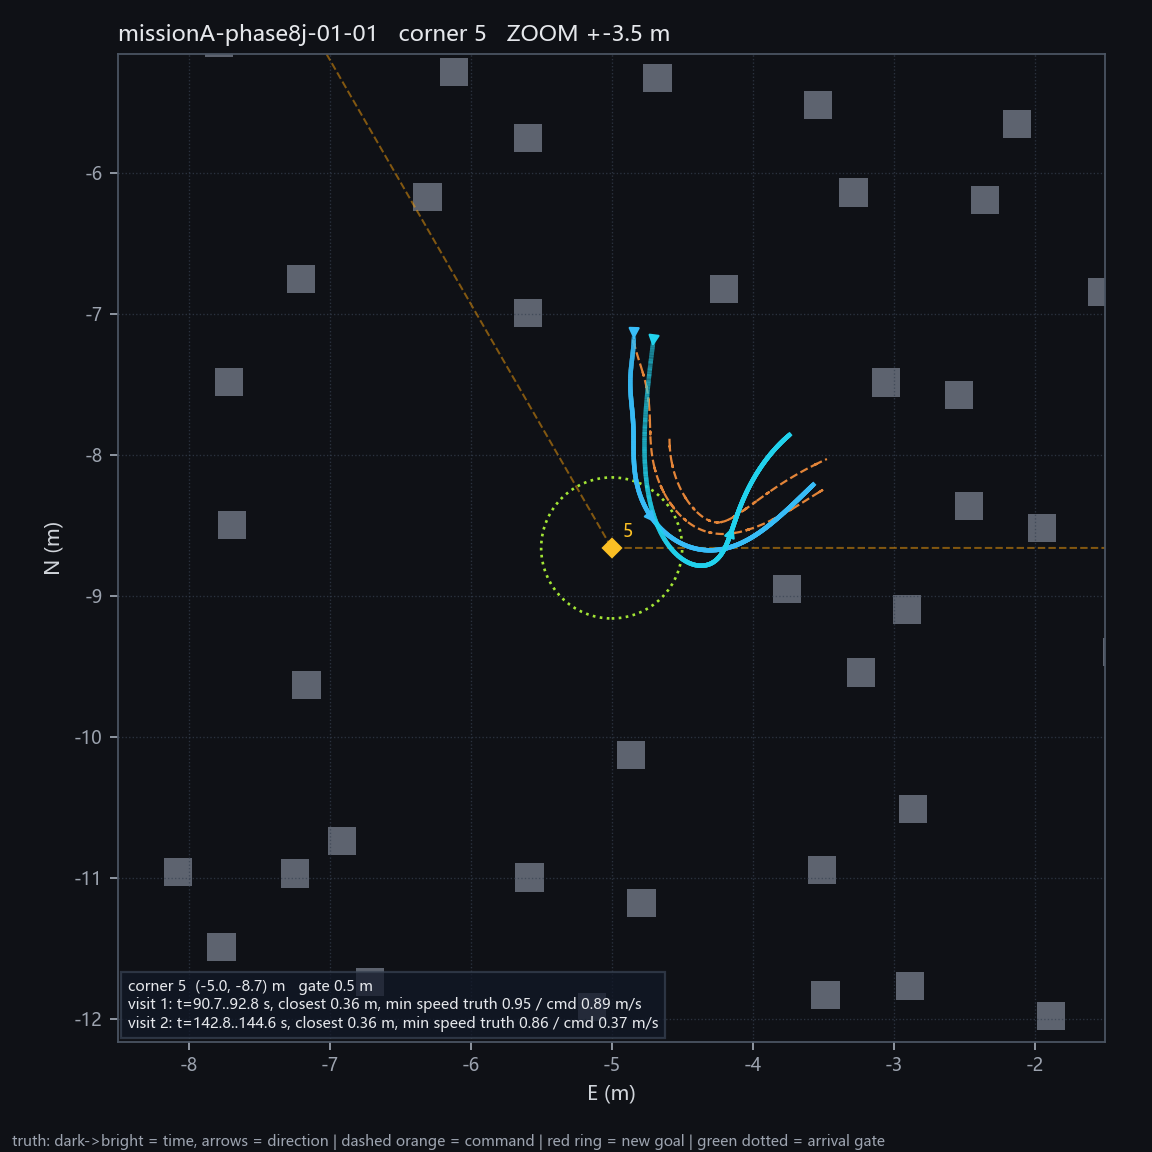 missionA-phase8j-01-01   corner 5   ZOOM +-3.5 m
-6
-7
5
-8
-9
-10
-11
-12
N (m)
corner 5  (-5.0, -8.7) m   gate 0.5 m
visit 1: t=90.7..92.8 s, closest 0.36 m, min speed truth 0.95 / cmd 0.89 m/s
visit 2: t=142.8..144.6 s, closest 0.36 m, min speed truth 0.86 / cmd 0.37 m/s
-8 -7 -6 -5 -4 -3 -2
E (m)
truth: dark->bright = time, arrows = direction | dashed orange = command | red ring = new goal | green dotted = arrival gate